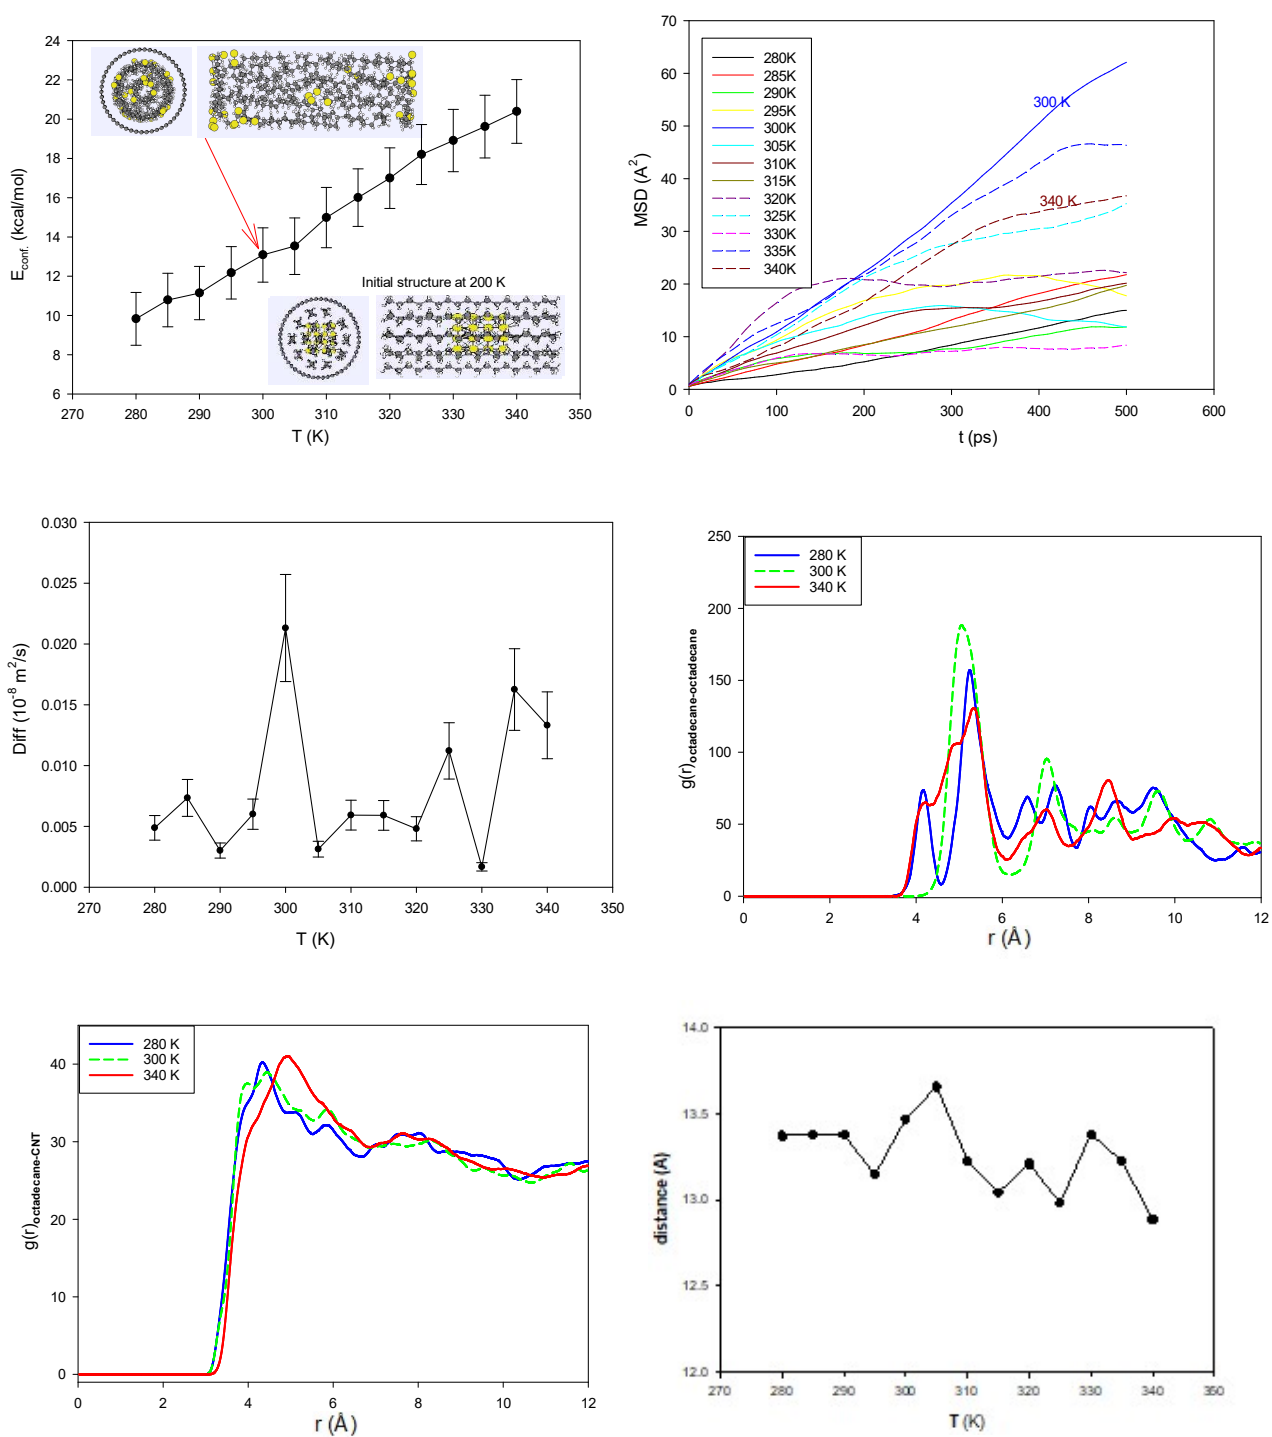 24
22
20
18
16
14
12
10
8
6
E_conf. (kcal/mol)
Initial structure at 200 K
270 280 290 300 310 320 330 340 350
T (K)
70
60
50
40
30
20
10
0
MSD (A²)
280K
285K
290K
295K
300K
305K
310K
315K
320K
325K
330K
335K
340K
300 K
340 K
0 100 200 300 400 500 600
t (ps)
0.030
0.025
0.020
0.015
0.010
0.005
0.000
Diff (10⁻⁸ m²/s)
270 280 290 300 310 320 330 340 350
T (K)
250
200
150
100
50
0
g(r)octadecane-octadecane
280 K
300 K
340 K
0 2 4 6 8 10 12
r (Å)
40
30
20
10
0
g(r)octadecane-CNT
280 K
300 K
340 K
0 2 4 6 8 10 12
r (Å)
14.0
13.5
13.0
12.5
12.0
distance (A)
270 280 290 300 310 320 330 340 350
T (K)